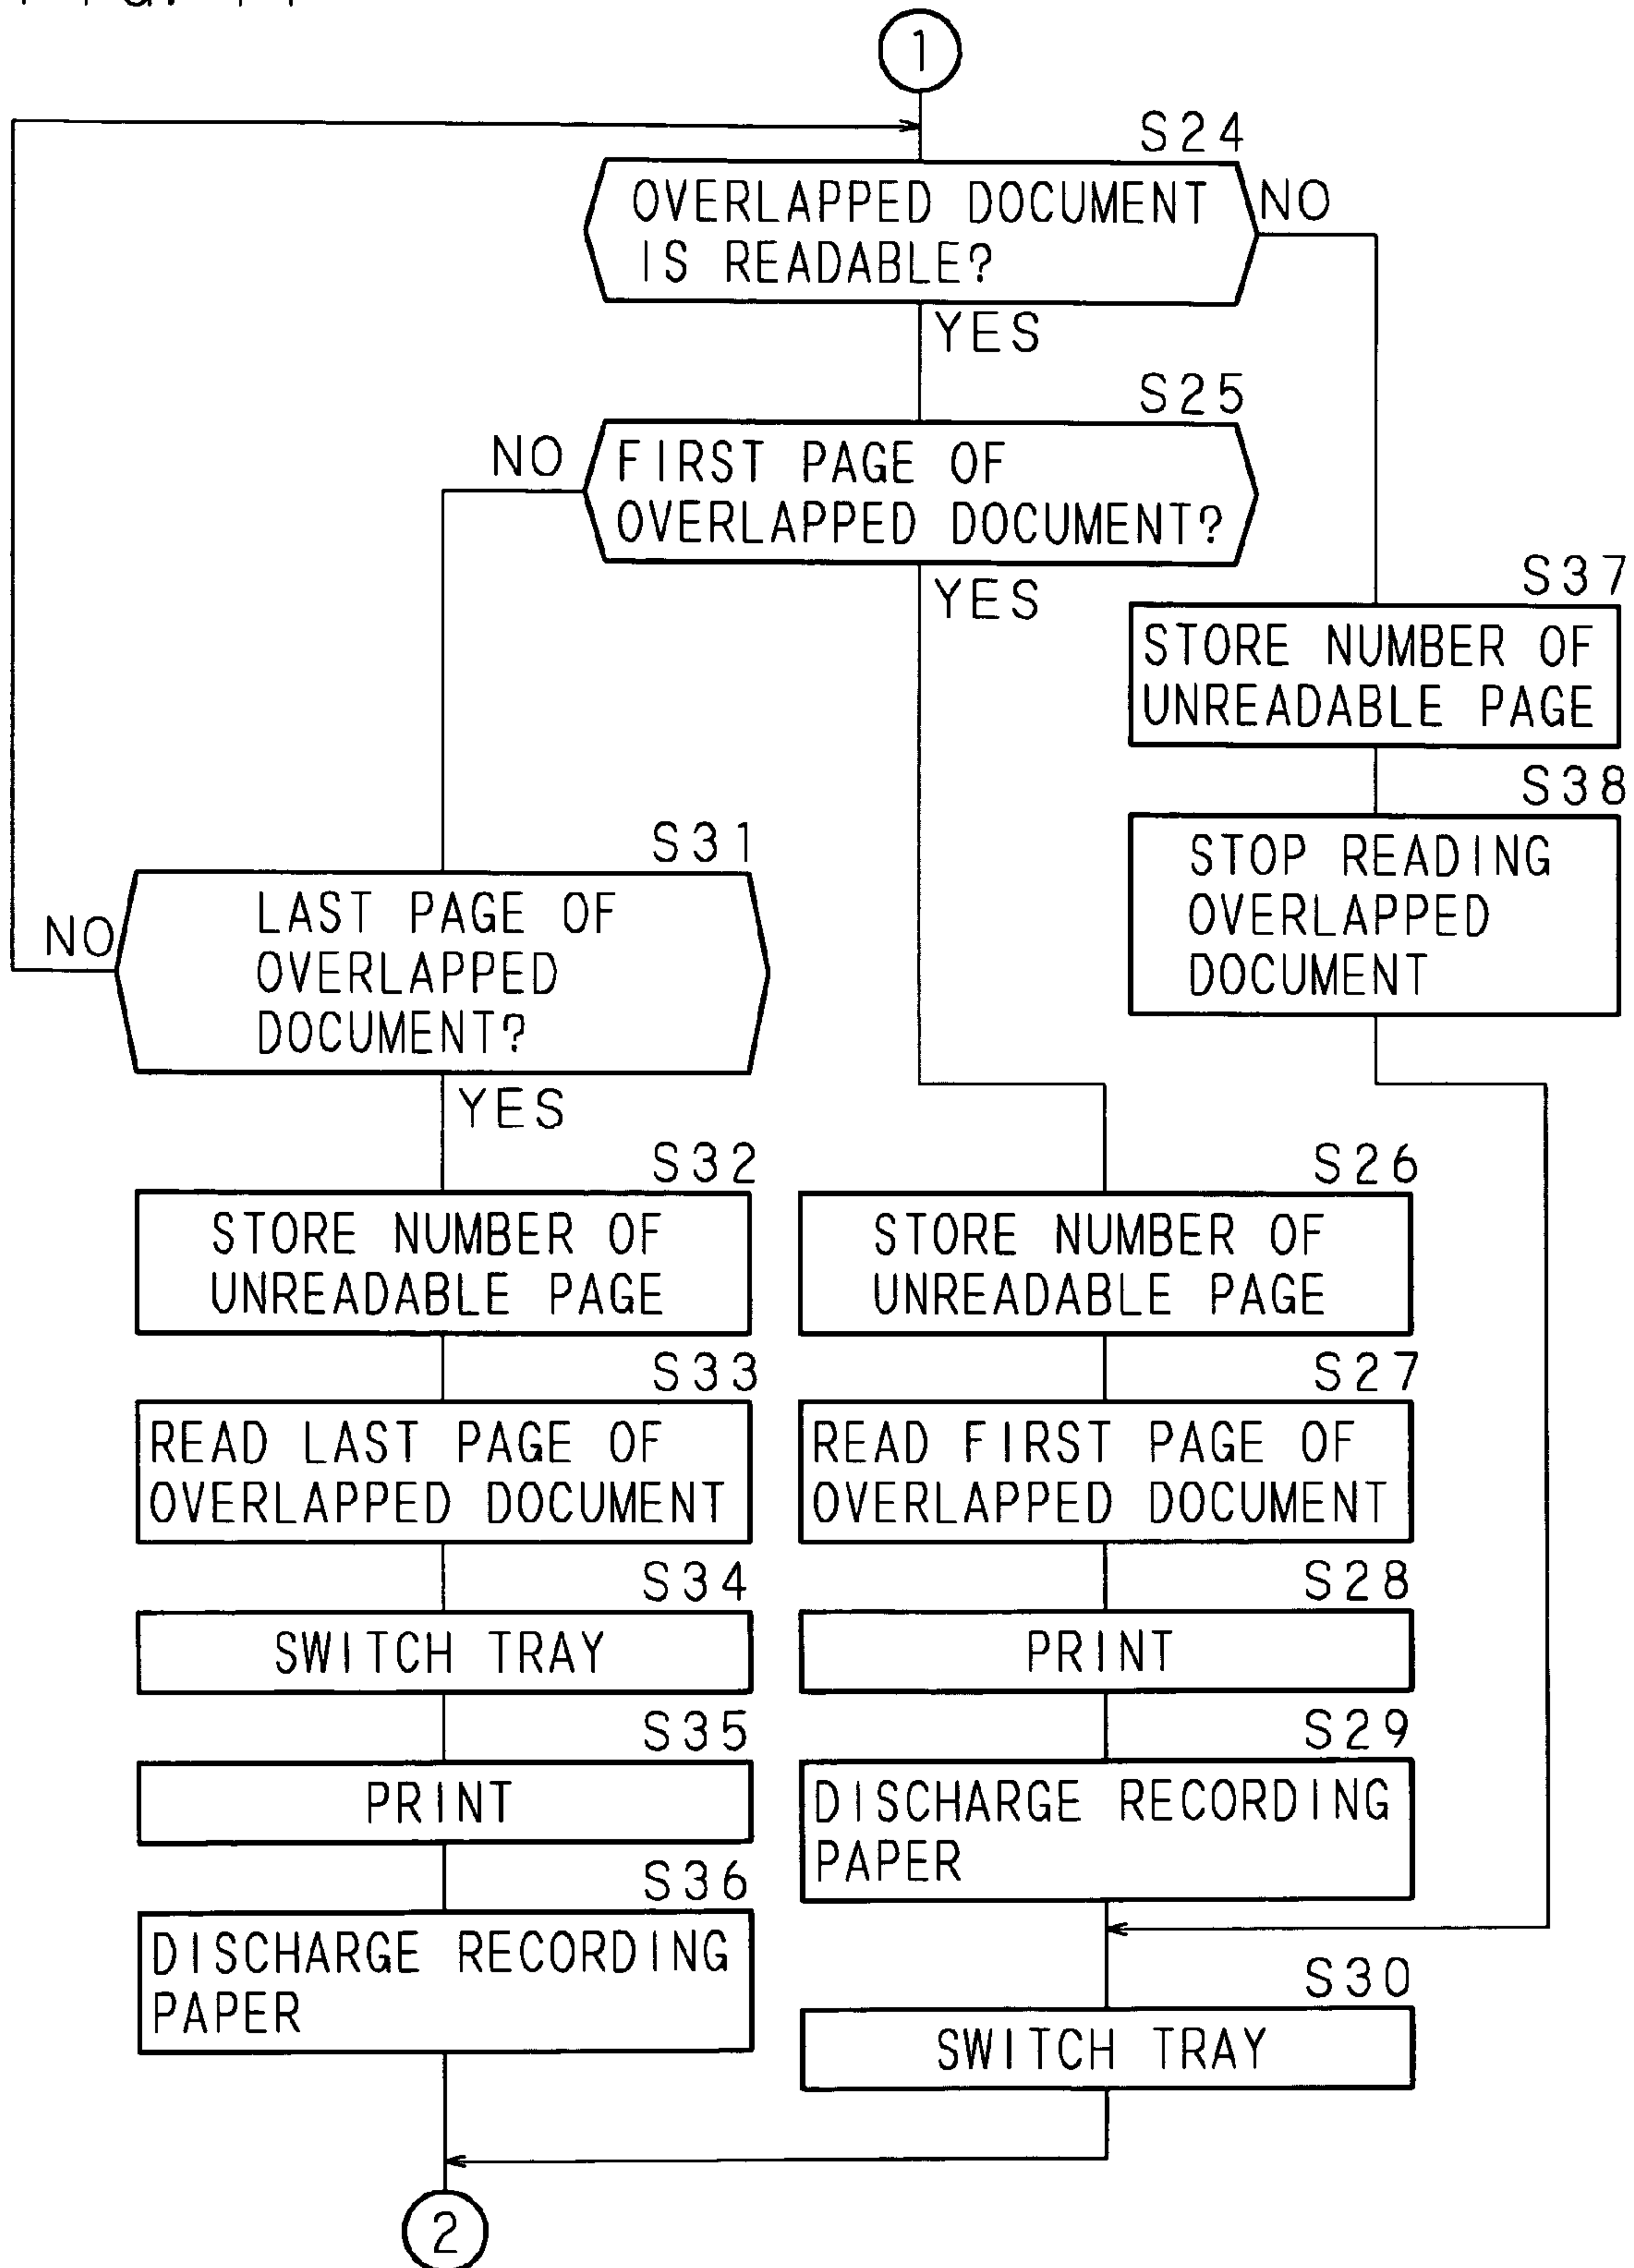 1
S24
OVERLAPPED DOCUMENT
IS READABLE?
NO
YES
S25
NO
FIRST PAGE OF
OVERLAPPED DOCUMENT?
YES
S37
STORE NUMBER OF
UNREADABLE PAGE
S38
STOP READING
OVERLAPPED
DOCUMENT
S31
NO
LAST PAGE OF
OVERLAPPED
DOCUMENT?
YES
S32
STORE NUMBER OF
UNREADABLE PAGE
S26
STORE NUMBER OF
UNREADABLE PAGE
S33
READ LAST PAGE OF
OVERLAPPED DOCUMENT
S27
READ FIRST PAGE OF
OVERLAPPED DOCUMENT
S34
SWITCH TRAY
S28
PRINT
S35
PRINT
S29
DISCHARGE RECORDING
PAPER
S36
DISCHARGE RECORDING
PAPER
S30
SWITCH TRAY
2